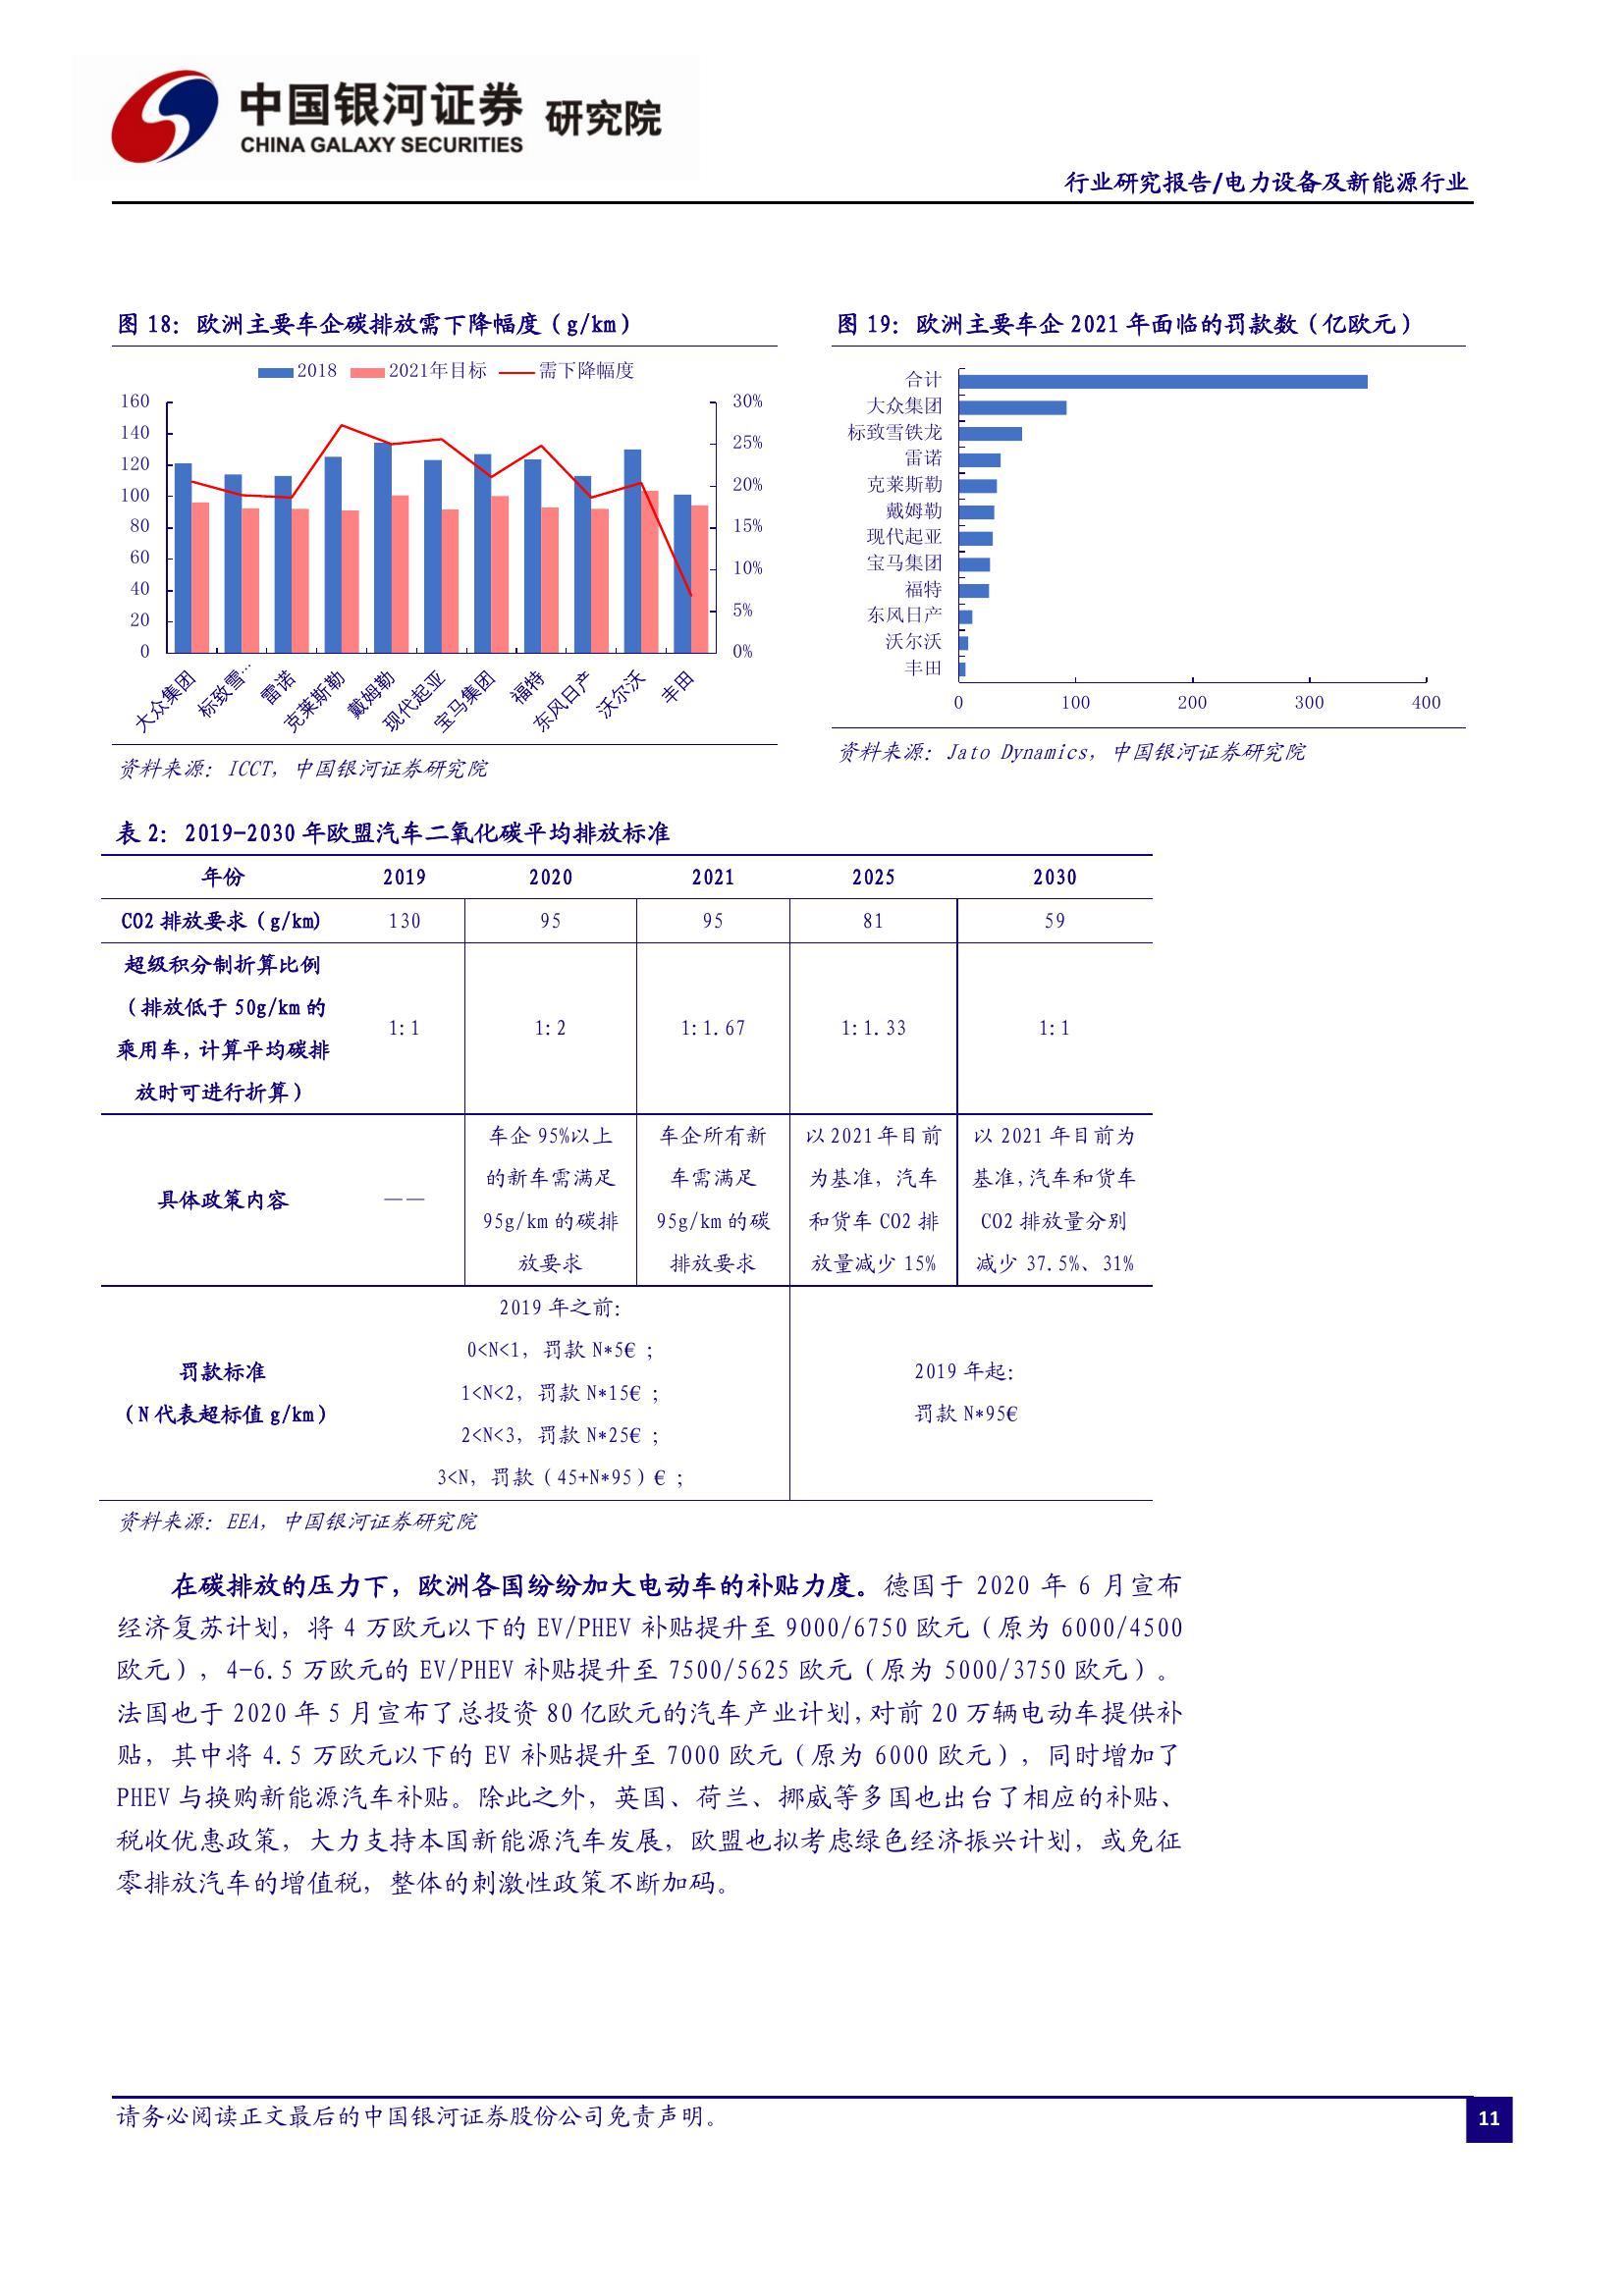 中国银河证券 研究院
CHINA GALAXY SECURITIES
行业研究报告/电力设备及新能源行业
图 18：欧洲主要车企碳排放需下降幅度（g/km）
2018 2021年目标 需下降幅度
160
140
120
100
80
60
40
20
0
30%
25%
20%
15%
10%
5%
0%
大众集团
标致雪…
雷诺
克莱斯勒
戴姆勒
现代起亚
宝马集团
福特
东风日产
沃尔沃
丰田
资料来源：ICCT，中国银河证券研究院
图 19：欧洲主要车企 2021 年面临的罚款数（亿欧元）
合计
大众集团
标致雪铁龙
雷诺
克莱斯勒
戴姆勒
现代起亚
宝马集团
福特
东风日产
沃尔沃
丰田
0 100 200 300 400
资料来源：Jato Dynamics，中国银河证券研究院
表 2：2019-2030 年欧盟汽车二氧化碳平均排放标准
年份 2019 2020 2021 2025 2030
CO2 排放要求（g/km) 130 95 95 81 59
超级积分制折算比例
（排放低于 50g/km 的
乘用车，计算平均碳排
放时可进行折算）
1:1 1:2 1:1.67 1:1.33 1:1
具体政策内容
——
车企 95%以上
的新车需满足
95g/km 的碳排
放要求
车企所有新
车需满足
95g/km 的碳
排放要求
以 2021 年目前
为基准，汽车
和货车 CO2 排
放量减少 15%
以 2021 年目前为
基准，汽车和货车
CO2 排放量分别
减少 37.5%、31%
罚款标准
（N 代表超标值 g/km）
2019 年之前：
0<N<1，罚款 N*5€ ；
1<N<2，罚款 N*15€ ；
2<N<3，罚款 N*25€ ；
3<N，罚款（45+N*95）€ ；
2019 年起：
罚款 N*95€
资料来源：EEA，中国银河证券研究院
在碳排放的压力下，欧洲各国纷纷加大电动车的补贴力度。德国于 2020 年 6 月宣布
经济复苏计划，将 4 万欧元以下的 EV/PHEV 补贴提升至 9000/6750 欧元（原为 6000/4500
欧元），4-6.5 万欧元的 EV/PHEV 补贴提升至 7500/5625 欧元（原为 5000/3750 欧元）。
法国也于 2020 年 5 月宣布了总投资 80 亿欧元的汽车产业计划，对前 20 万辆电动车提供补
贴，其中将 4.5 万欧元以下的 EV 补贴提升至 7000 欧元（原为 6000 欧元），同时增加了
PHEV 与换购新能源汽车补贴。除此之外，英国、荷兰、挪威等多国也出台了相应的补贴、
税收优惠政策，大力支持本国新能源汽车发展，欧盟也拟考虑绿色经济振兴计划，或免征
零排放汽车的增值税，整体的刺激性政策不断加码。
请务必阅读正文最后的中国银河证券股份公司免责声明。
11